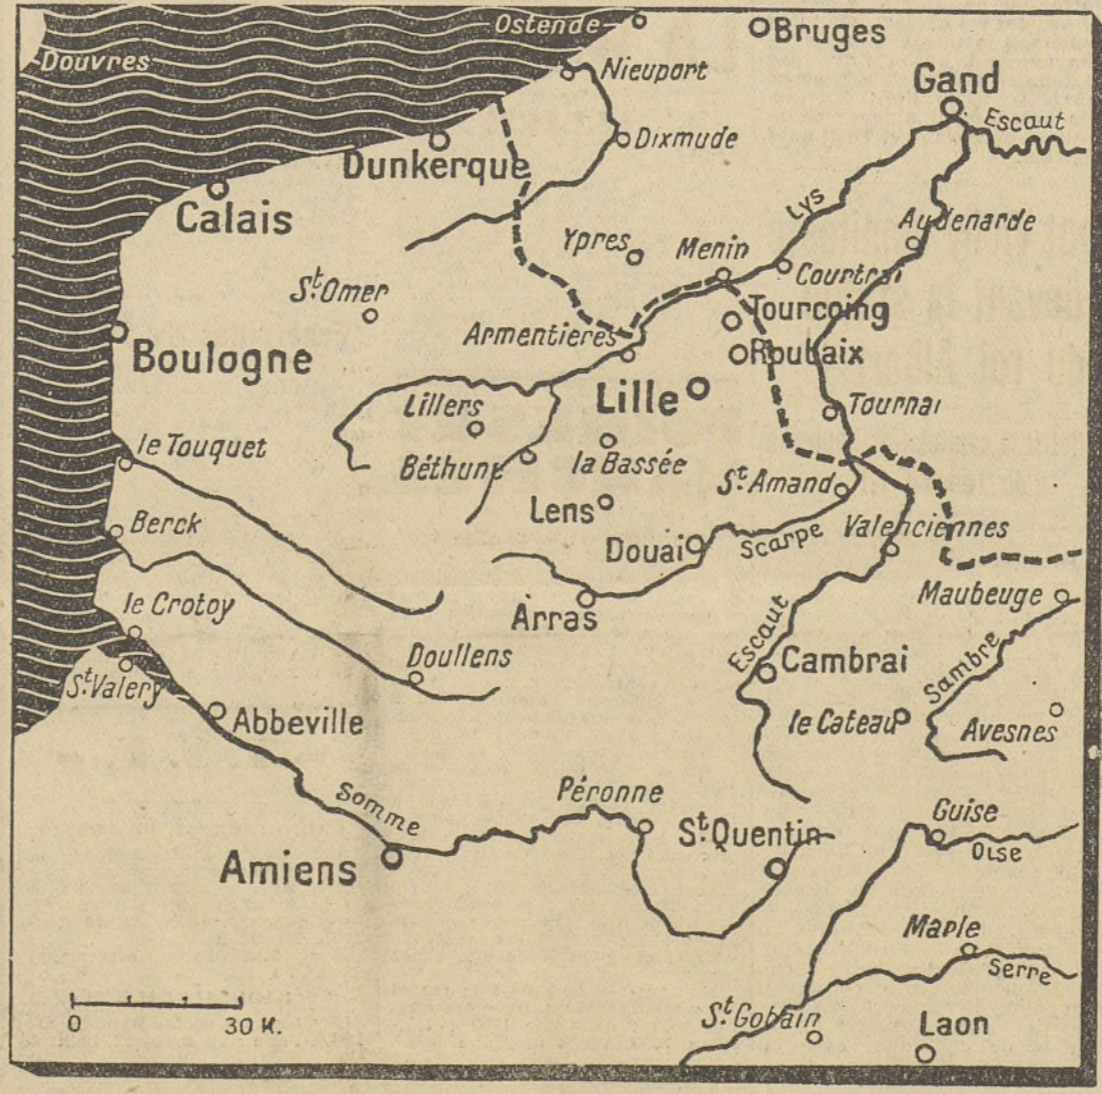 Ostende
Bruges
Douvres
Nieuport
Gand
Escaut
Dixmude
Dunkerque
Calais
Lys
Audenarde
Ypres
Menin
Courtrai
St. Omer
Tourcoing
Armentières
Roubaix
Boulogne
Lille
Lillers
Tournai
le Touquet
Béthune
la Bassée
St. Amand
Lens
Berck
Douai
Scarpe
Valenciennes
Maubeuge
le Crotoy
Arras
Escaut
Doullens
Cambrai
Sambre
St. Valery
Abbeville
le Cateau
Avesnes
Somme
Péronne
Guise
St. Quentin
Oise
Amiens
Maple
Serre
St. Gobain
Laon
0 30 K.